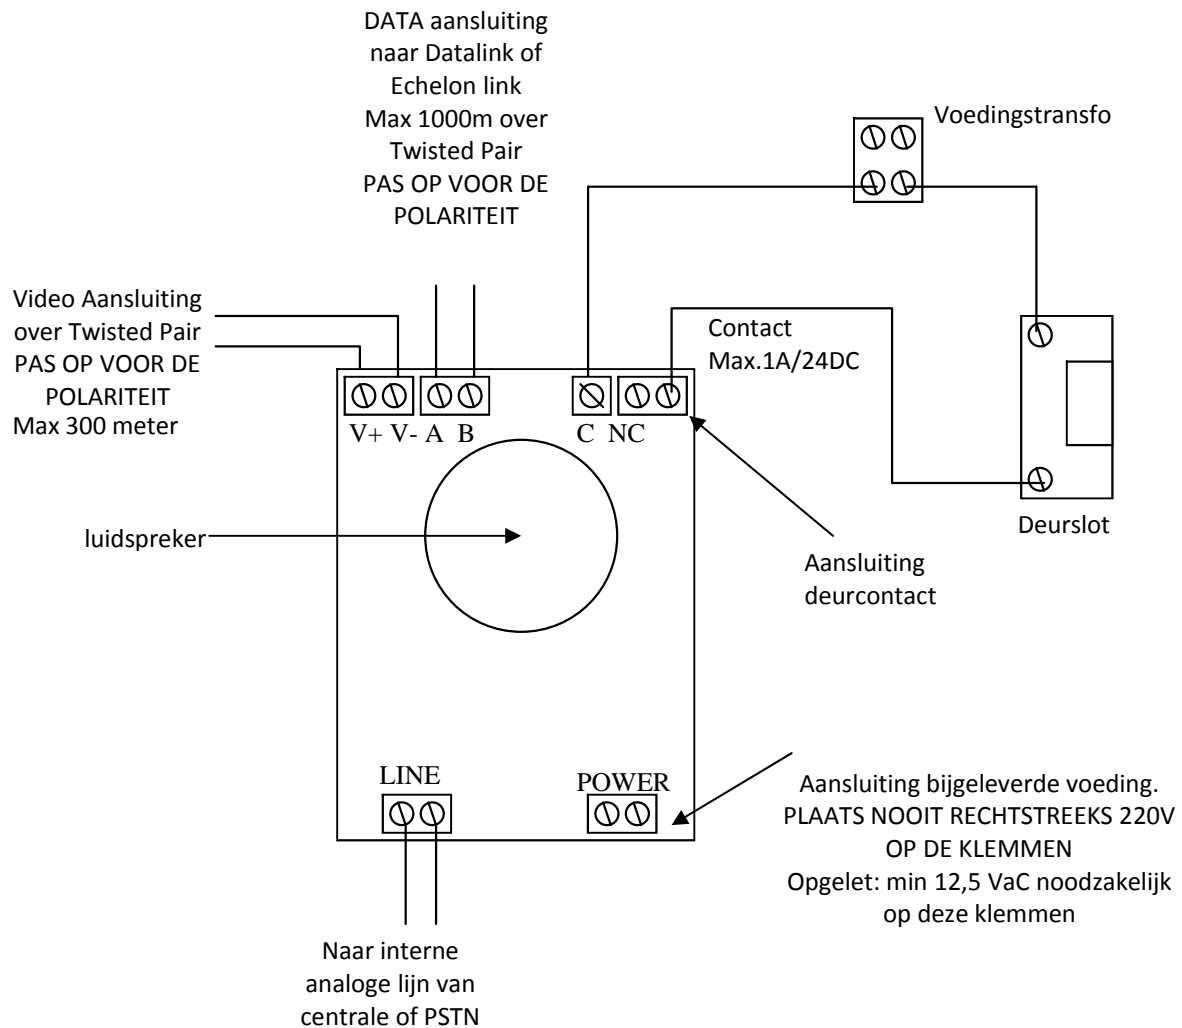 DATA aansluiting
naar Datalink of
Echelon link
Max 1000m over
Twisted Pair
PAS OP VOOR DE
POLARITEIT
Voedingstransfo
Video Aansluiting
over Twisted Pair
PAS OP VOOR DE
POLARITEIT
Max 300 meter
Contact
Max.1A/24DC
V+ V- A B
C NC
luidspreker
Deurslot
Aansluiting
deurcontact
LINE
POWER
Aansluiting bijgeleverde voeding.
PLAATS NOOIT RECHTSTREEKS 220V
OP DE KLEMMEN
Opgelet: min 12,5 VaC noodzakelijk
op deze klemmen
Naar interne
analoge lijn van
centrale of PSTN